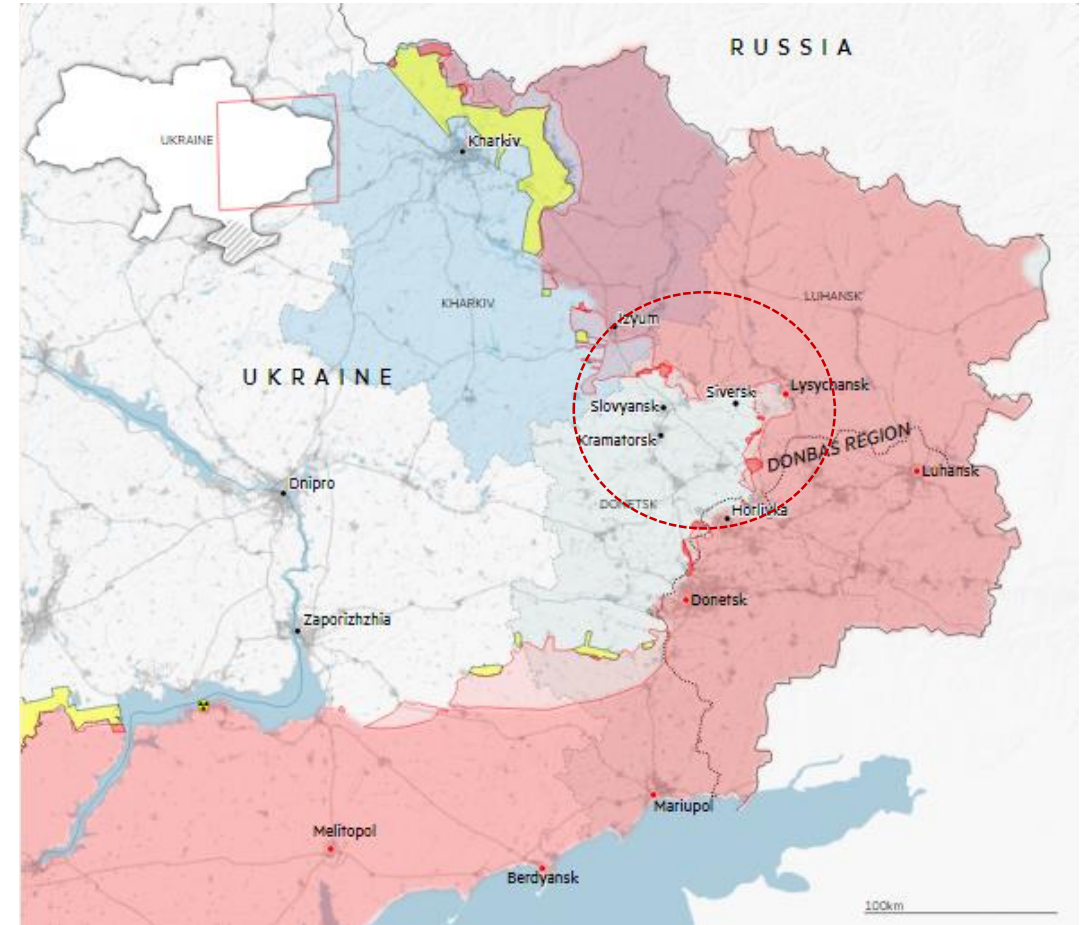 RUSSIA
UKRAINE
Kharkiv
KHARKIV
LUHANSK
Izyum
UKRAINE
Lysychansk
Siversk
Slovyansk
Kramatorsk
DONBAS REGION
Luhansk
Dnipro
DONETSK
Horlivka
Donetsk
Zaporizhzhia
Mariupol
Melitopol
Berdyansk
100km